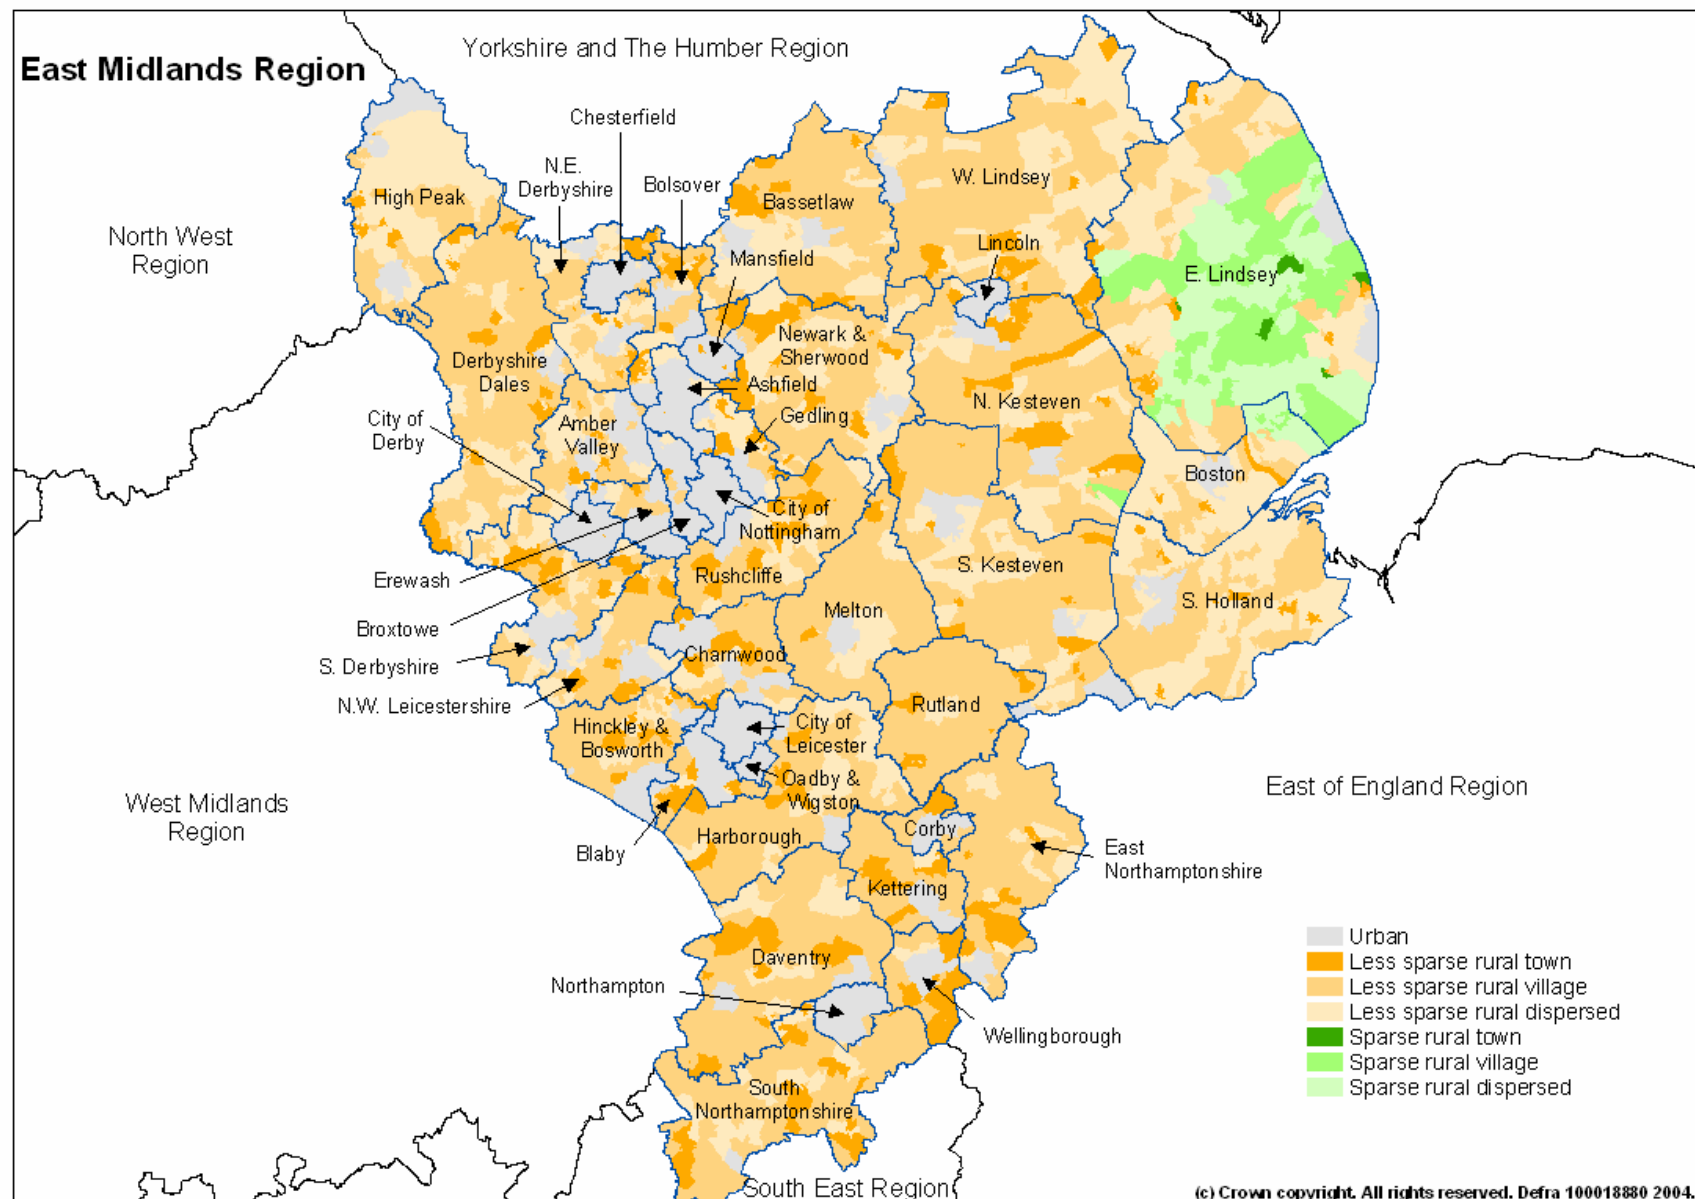 East Midlands Region
Yorkshire and The Humber Region
Chesterfield
N.E.
Derbyshire
Bolsover
High Peak
Bassetlaw
W. Lindsey
North West
Region
Mansfield
Lincoln
E. Lindsey
Newark &
Sherwood
Derbyshire
Dales
Ashfield
Gedling
N. Kesteven
City of
Derby
Amber
Valley
Boston
City of
Nottingham
Erewash
Rushcliffe
S. Kesteven
Melton
S. Holland
Broxtowe
Charnwood
S. Derbyshire
N.W. Leicestershire
Rutland
Hinckley &
Bosworth
City of
Leicester
Oadby &
Wigston
West Midlands
Region
East of England Region
Blaby
Harborough
Corby
East
Northamptonshire
Kettering
Daventry
Northampton
Wellingborough
South
Northamptonshire
South East Region
Urban
Less sparse rural town
Less sparse rural village
Less sparse rural dispersed
Sparse rural town
Sparse rural village
Sparse rural dispersed
(c) Crown copyright. All rights reserved. Defra 100018880 2004.